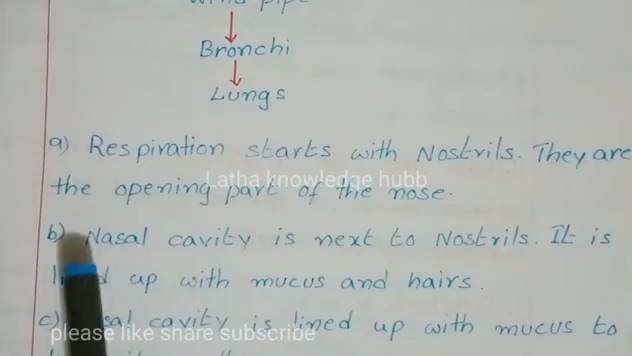 Wind pipe
Bronchi
Lungs
a) Respiration starts with Nostrils. They are
Latha knowledge hubb
the opening part of the nose.
b) Nasal cavity is next to Nostrils. It is
up with mucus and hairs.
c) cavity is lined up with mucus to
please like share subscribe